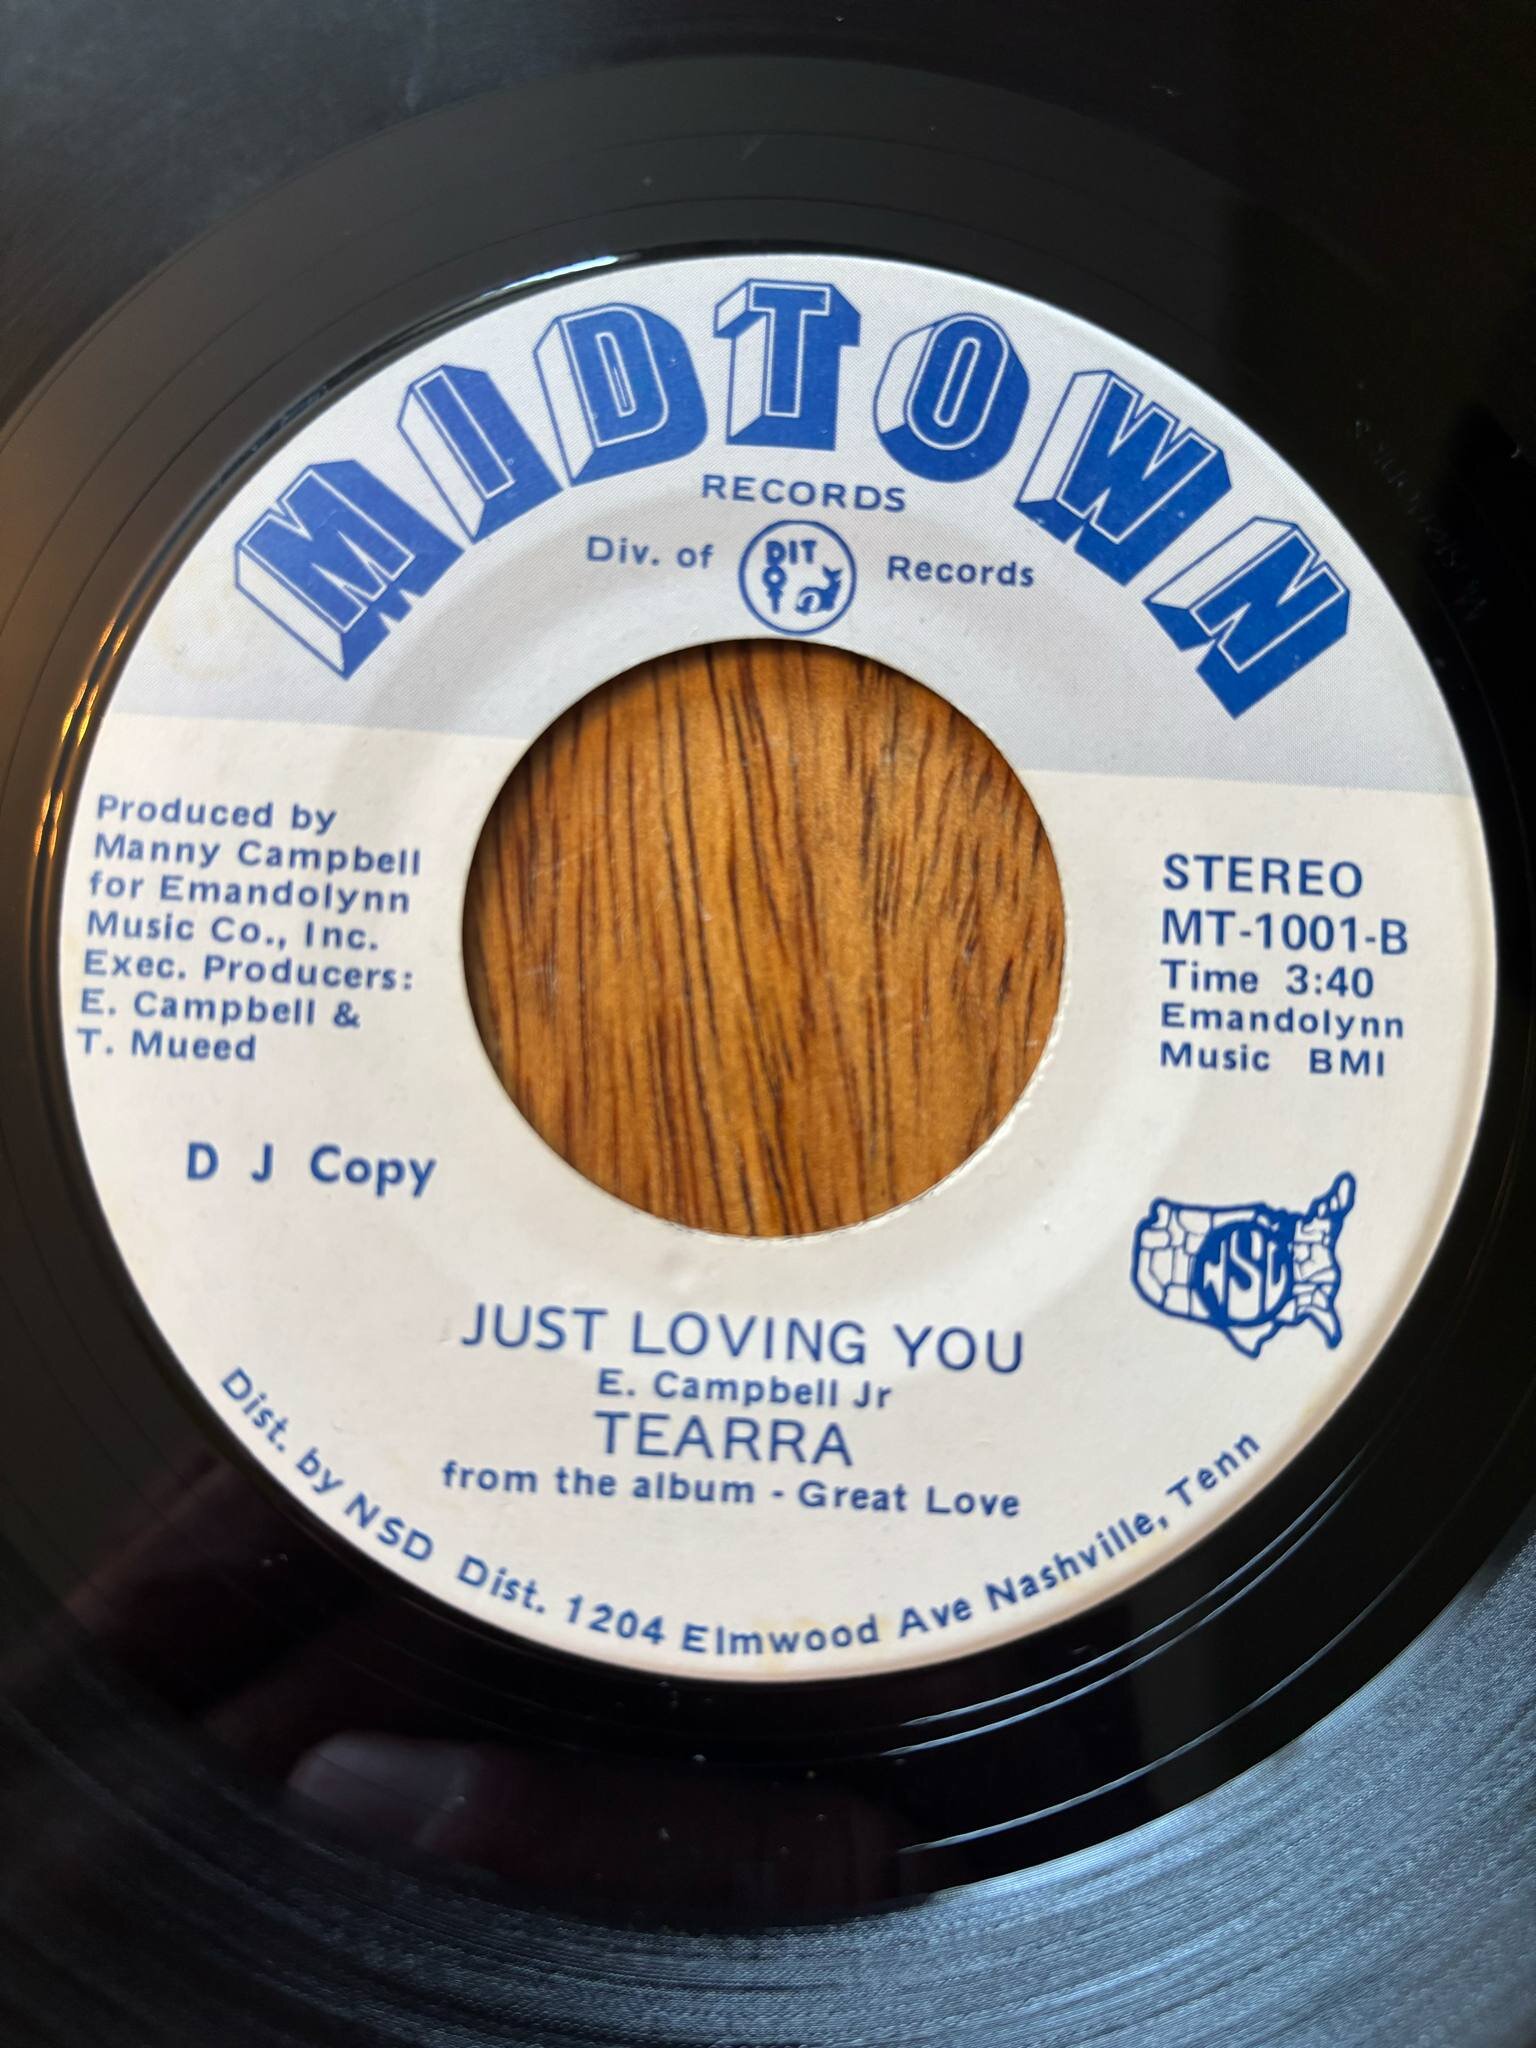 MIDTOWN
RECORDS
Div. of DIT Records
Produced by
Manny Campbell
for Emandolynn
Music Co., Inc.
Exec. Producers:
E. Campbell &
T. Mueed
D J Copy
STEREO
MT-1001-B
Time 3:40
Emandolynn
Music BMI
JUST LOVING YOU
E. Campbell Jr
TEARRA
from the album - Great Love
Dist. by NSD Dist. 1204 Elmwood Ave Nashville, Tenn